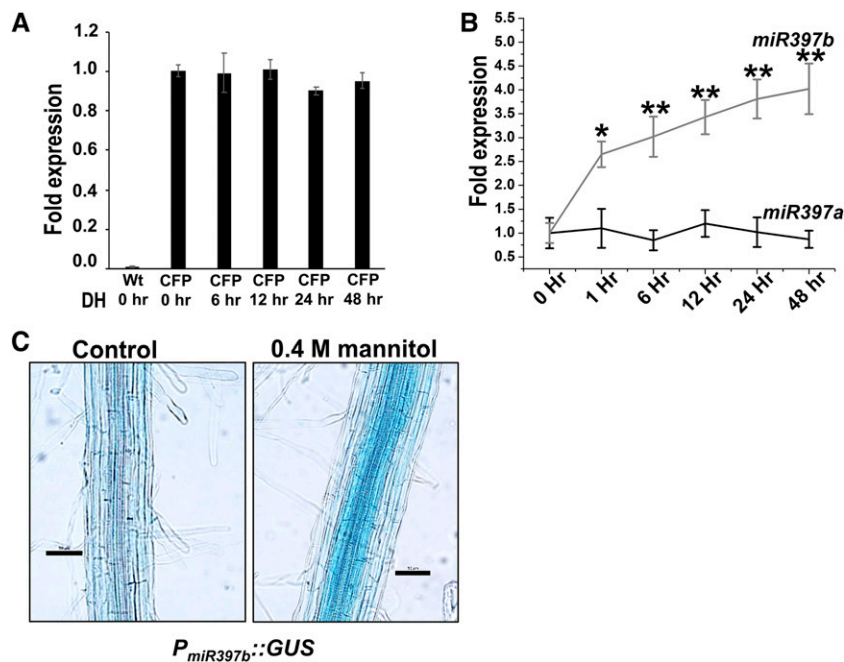 A
Fold expression
1.2
1.0
0.8
0.6
0.4
0.2
0.0
Wt CFP CFP CFP CFP CFP
DH 0 hr 0 hr 6 hr 12 hr 24 hr 48 hr
B
Fold expression
5.5
5.0
4.5
4.0
3.5
3.0
2.5
2.0
1.5
1.0
0.5
miR397b
* ** ** ** **
miR397a
0 Hr 1 Hr 6 Hr 12 Hr 24 Hr 48 hr
C
Control 0.4 M mannitol
PmiR397b::GUS